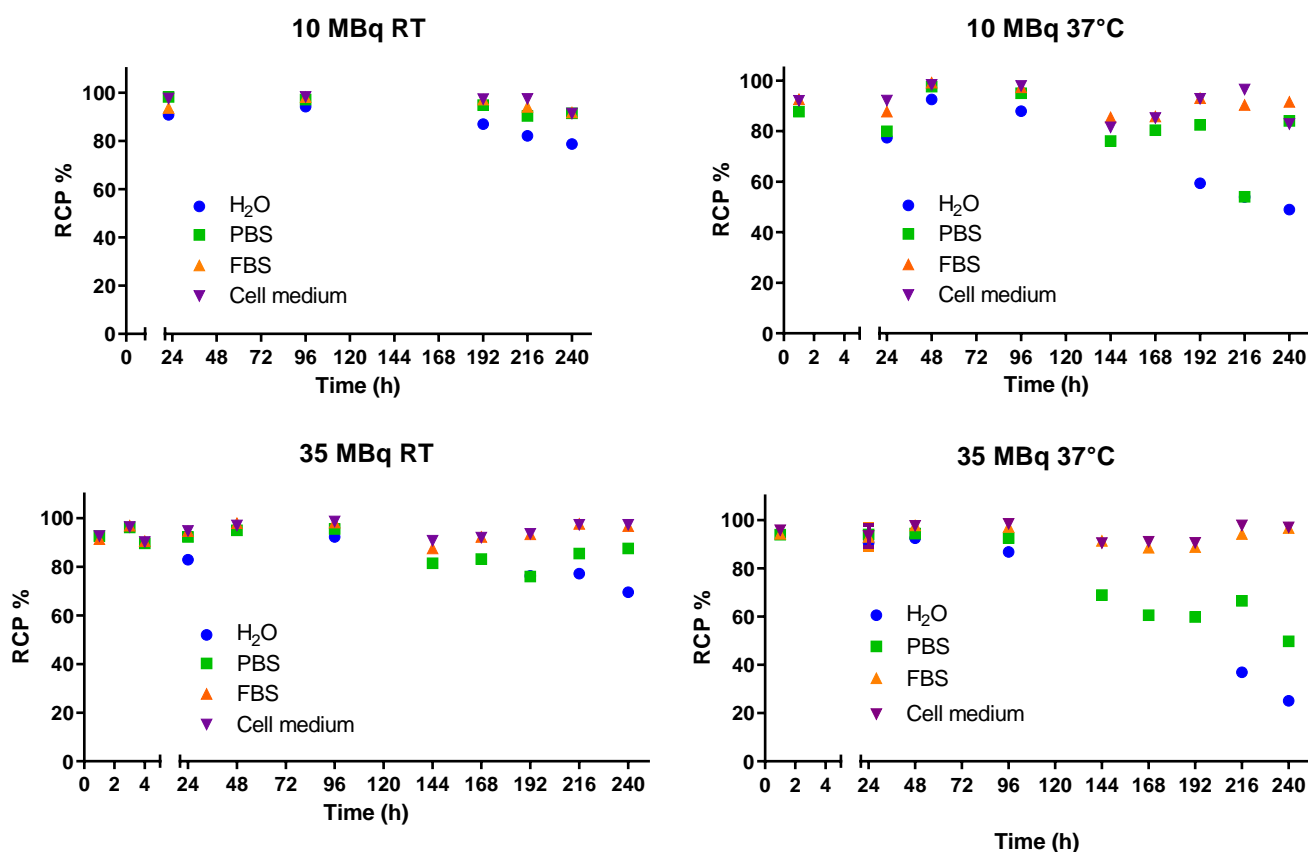 10 MBq RT
RCP %
100
80
60
40
20
0
H₂O
PBS
FBS
Cell medium
0 24 48 72 96 120 144 168 192 216 240
Time (h)
10 MBq 37°C
RCP %
100
80
60
40
20
0
H₂O
PBS
FBS
Cell medium
0 2 4 24 48 96 144 168 192 216 240
Time (h)
35 MBq RT
RCP %
100
80
60
40
20
0
H₂O
PBS
FBS
Cell medium
0 2 4 24 48 72 96 120 144 168 192 216 240
Time (h)
35 MBq 37°C
RCP %
100
80
60
40
20
0
H₂O
PBS
FBS
Cell medium
0 2 4 24 48 72 96 120 144 168 192 216 240
Time (h)